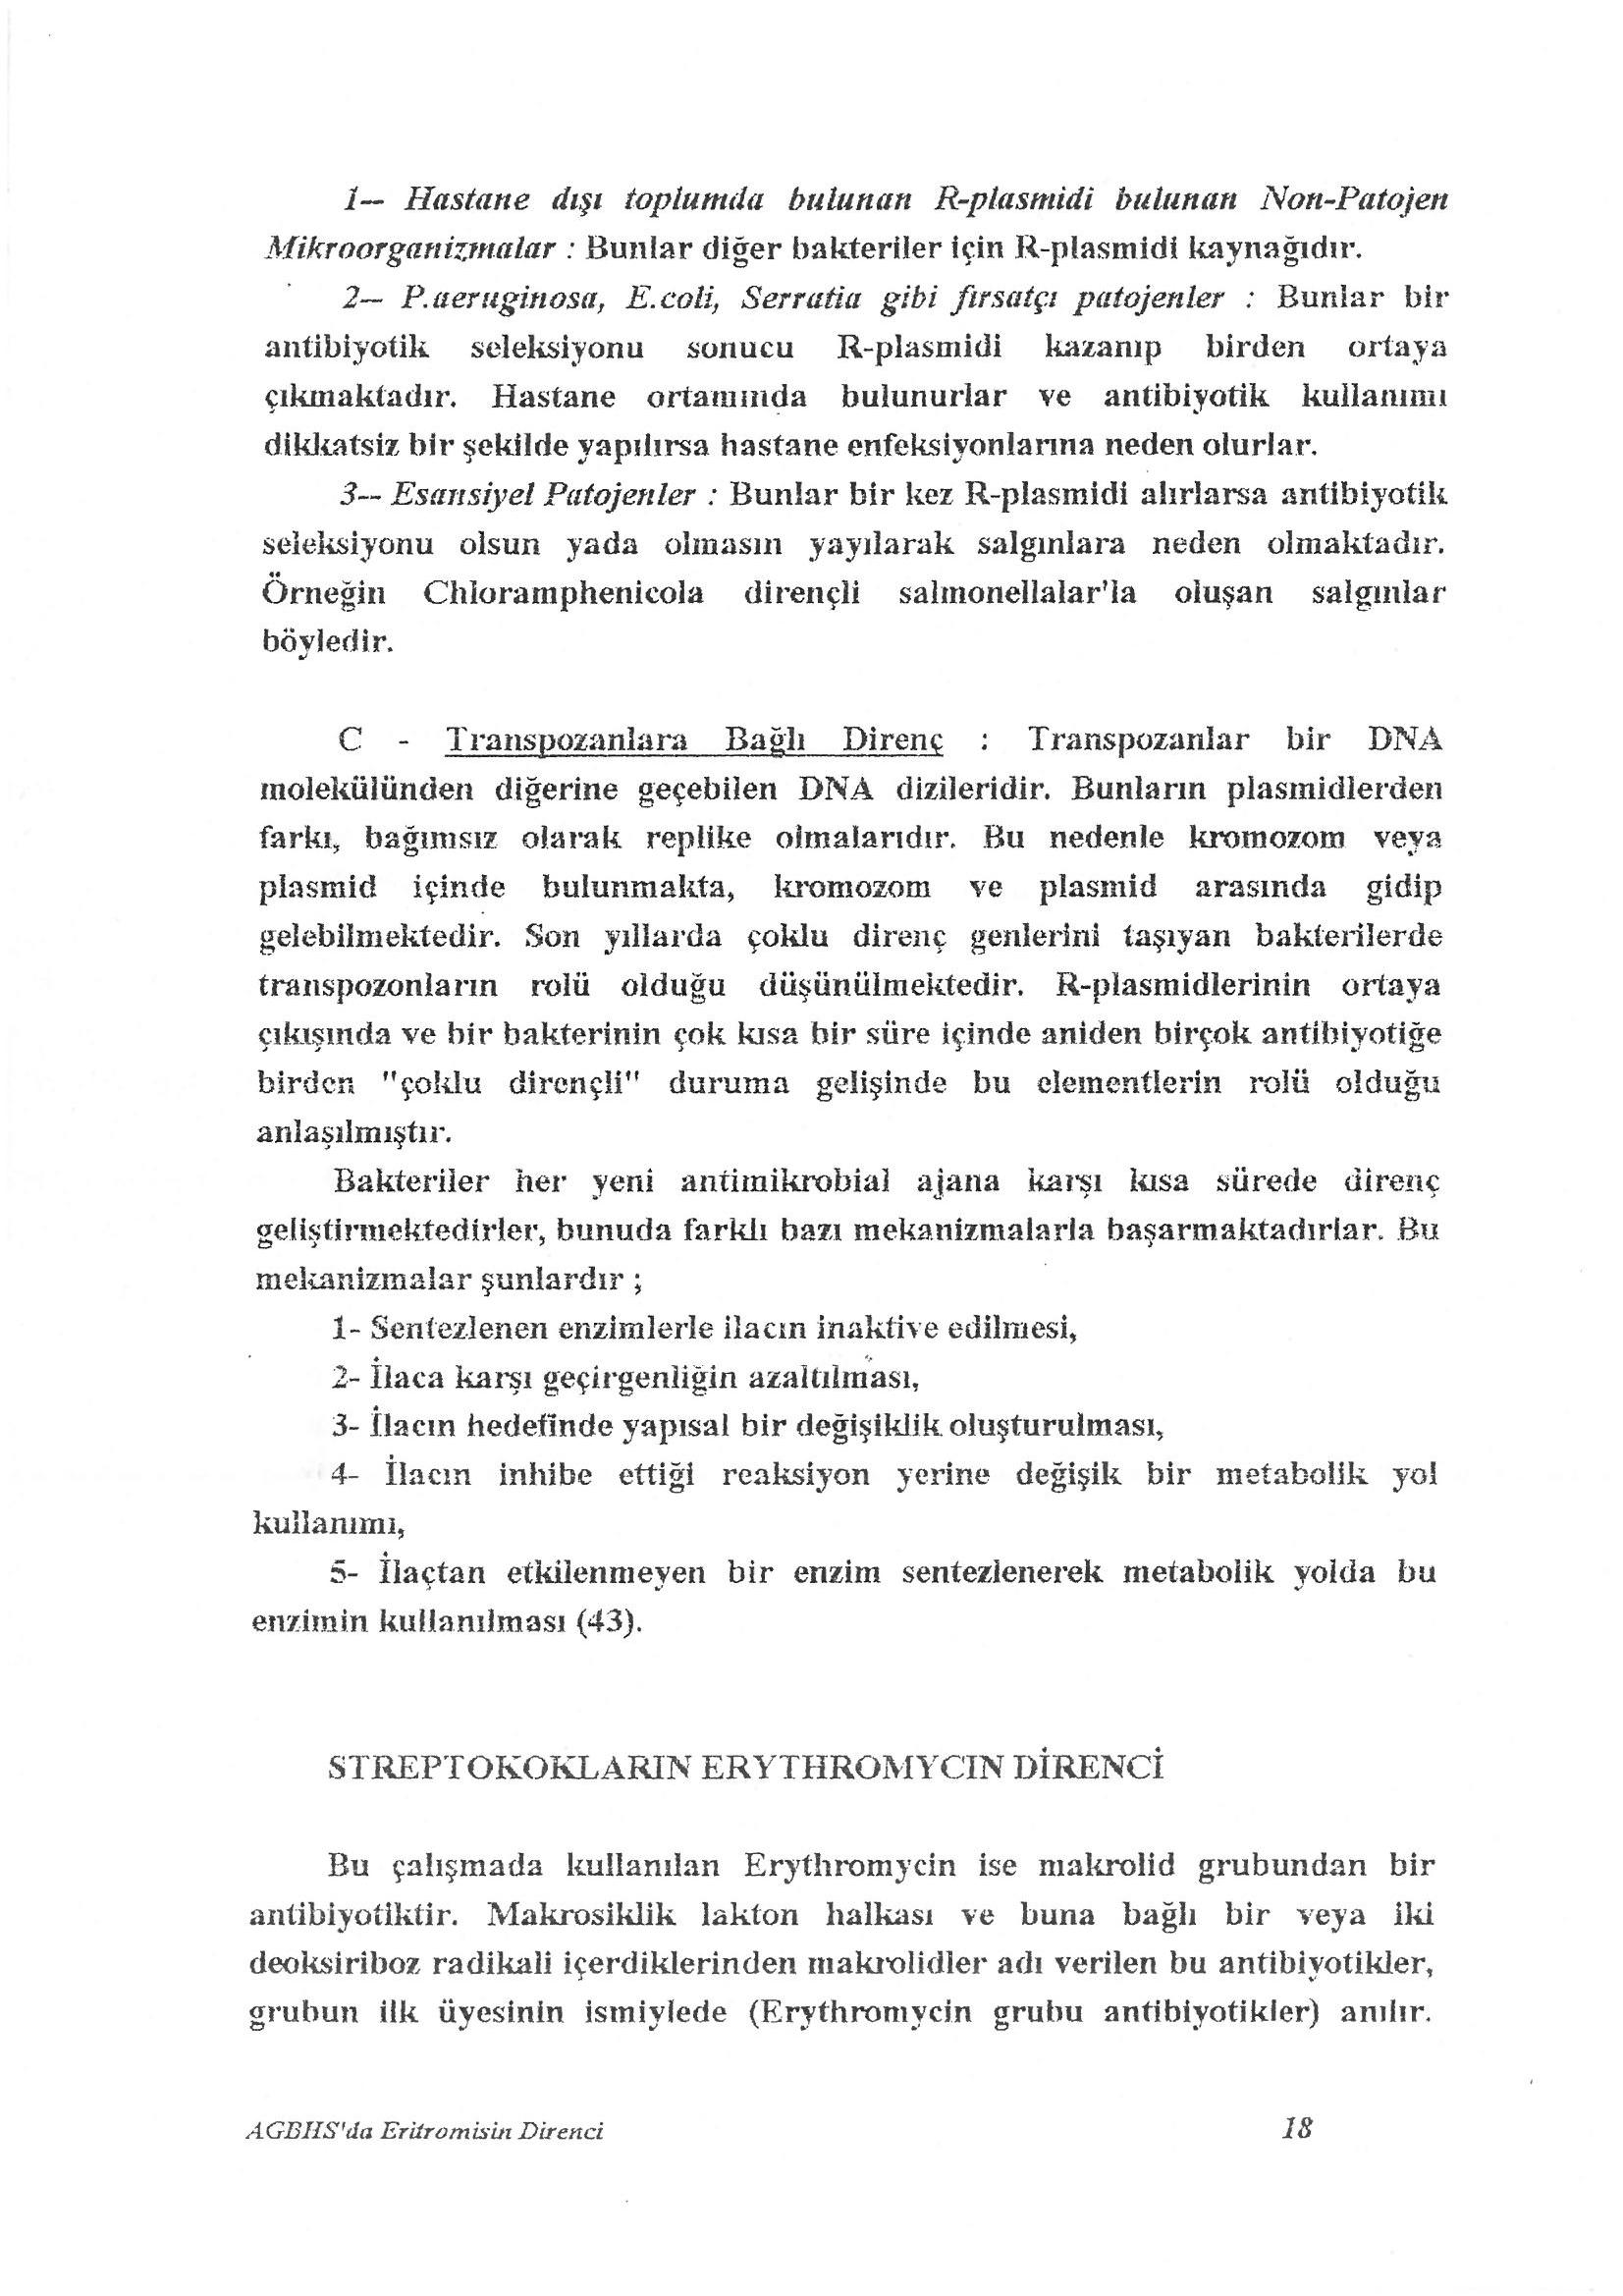 1– Hastane dışı toplumda bulunan R-plasmidi bulunan Non-Patojen
Mikroorganizmalar : Bunlar diğer bakteriler için R-plasmidi kaynağıdır.
2– P.aeruginosa, E.coli, Serratia gibi fırsatçı patojenler : Bunlar bir
antibiyotik seleksiyonu sonucu R-plasmidi kazanıp birden ortaya
çıkmaktadır. Hastane ortamında bulunurlar ve antibiyotik kullanımı
dikkatsiz bir şekilde yapılırsa hastane enfeksiyonlarına neden olurlar.
3– Esansiyel Patojenler : Bunlar bir kez R-plasmidi alırlarsa antibiyotik
seleksiyonu olsun yada olmasın yayılarak salgınlara neden olmaktadır.
Örneğin Chloramphenicola dirençli salmonellalar'la oluşan salgınlar
böyledir.
C - Transpozanlara Bağlı Direnç : Transpozanlar bir DNA
molekülünden diğerine geçebilen DNA dizileridir. Bunların plasmidlerden
farkı, bağımsız olarak replike olmalarıdır. Bu nedenle kromozom veya
plasmid içinde bulunmakta, kromozom ve plasmid arasında gidip
gelebilmektedir. Son yıllarda çoklu direnç genlerini taşıyan bakterilerde
transpozonların rolü olduğu düşünülmektedir. R-plasmidlerinin ortaya
çıkışında ve bir bakterinin çok kısa bir süre içinde aniden birçok antibiyotiğe
birden "çoklu dirençli" duruma gelişinde bu elementlerin rolü olduğu
anlaşılmıştır.
Bakteriler her yeni antimikrobial ajana karşı kısa sürede direnç
geliştirmektedirler, bunuda farklı bazı mekanizmalarla başarmaktadırlar. Bu
mekanizmalar şunlardır ;
1- Sentezlenen enzimlerle ilacın inaktive edilmesi,
2- İlaca karşı geçirgenliğin azaltılması,
3- İlacın hedefinde yapısal bir değişiklik oluşturulması,
4- İlacın inhibe ettiği reaksiyon yerine değişik bir metabolik yol
kullanımı,
5- İlaçtan etkilenmeyen bir enzim sentezlenerek metabolik yolda bu
enzimin kullanılması (43).
STREPTOKOKLARIN ERYTHROMYCIN DİRENCİ
Bu çalışmada kullanılan Erythromycin ise makrolid grubundan bir
antibiyotiktir. Makrosiklik lakton halkası ve buna bağlı bir veya iki
deoksiriboz radikali içerdiklerinden makrolidler adı verilen bu antibiyotikler,
grubun ilk üyesinin ismiylede (Erythromycin grubu antibiyotikler) anılır.
AGBHS'da Eritromisin Direnci 18